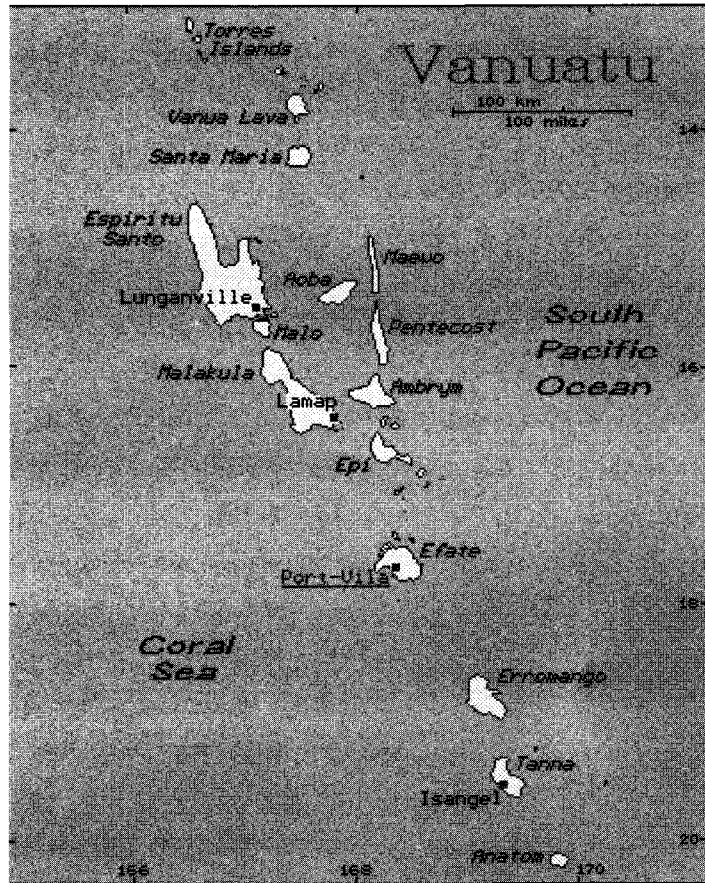 Torres
Islands
Vanuatu
100 km
100 miles
Vanua Lava
14
Santa Maria
Espiritu
Santo
Maewo
Aoba
Lunganville
Malo
Pentecost
South
Pacific
Ocean
16
Malakula
Ambrym
Lamap
Epi
Efate
Port-Vila
18
Coral
Sea
Erromango
Tanna
Isangel
20
Anatom
166
168
170